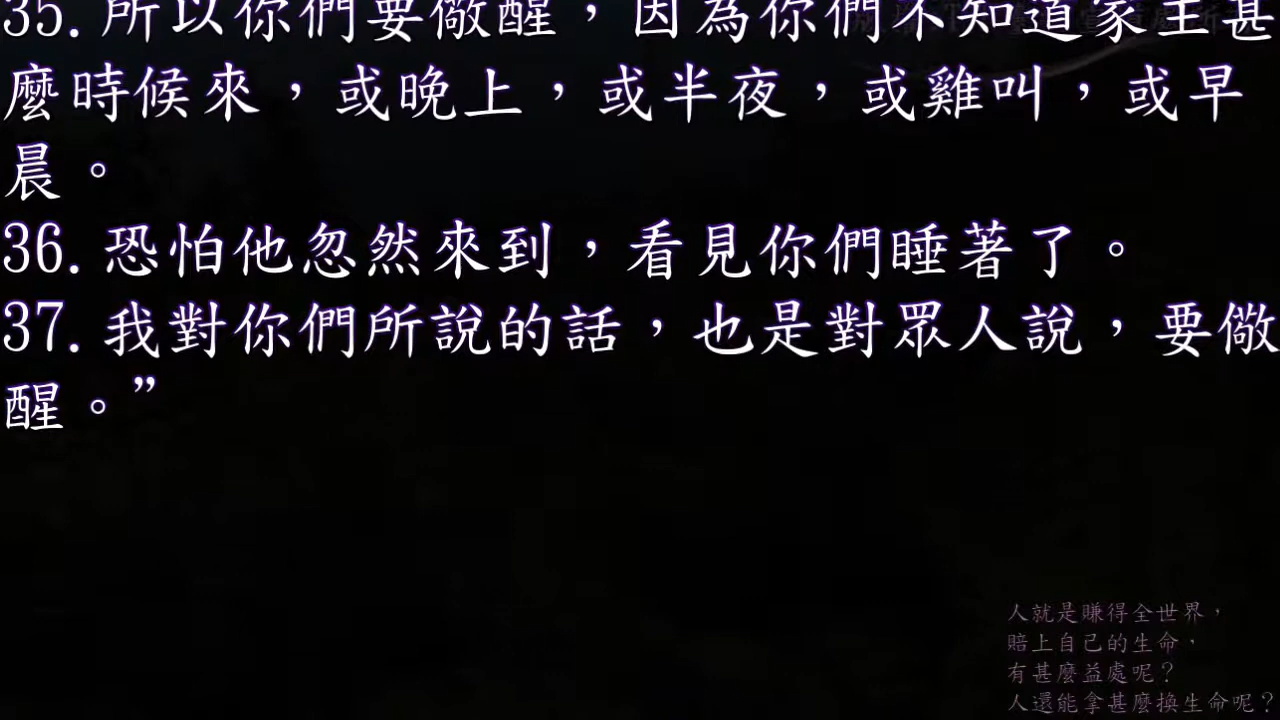 35. 所以你們要儆醒，因為你們不知道家主甚
麼時候來，或晚上，或半夜，或雞叫，或早
晨。
36. 恐怕他忽然來到，看見你們睡著了。
37. 我對你們所說的話，也是對眾人說，要儆
醒。”
人就是賺得全世界，
賠上自己的生命，
有甚麼益處呢？
人還能拿甚麼換生命呢？